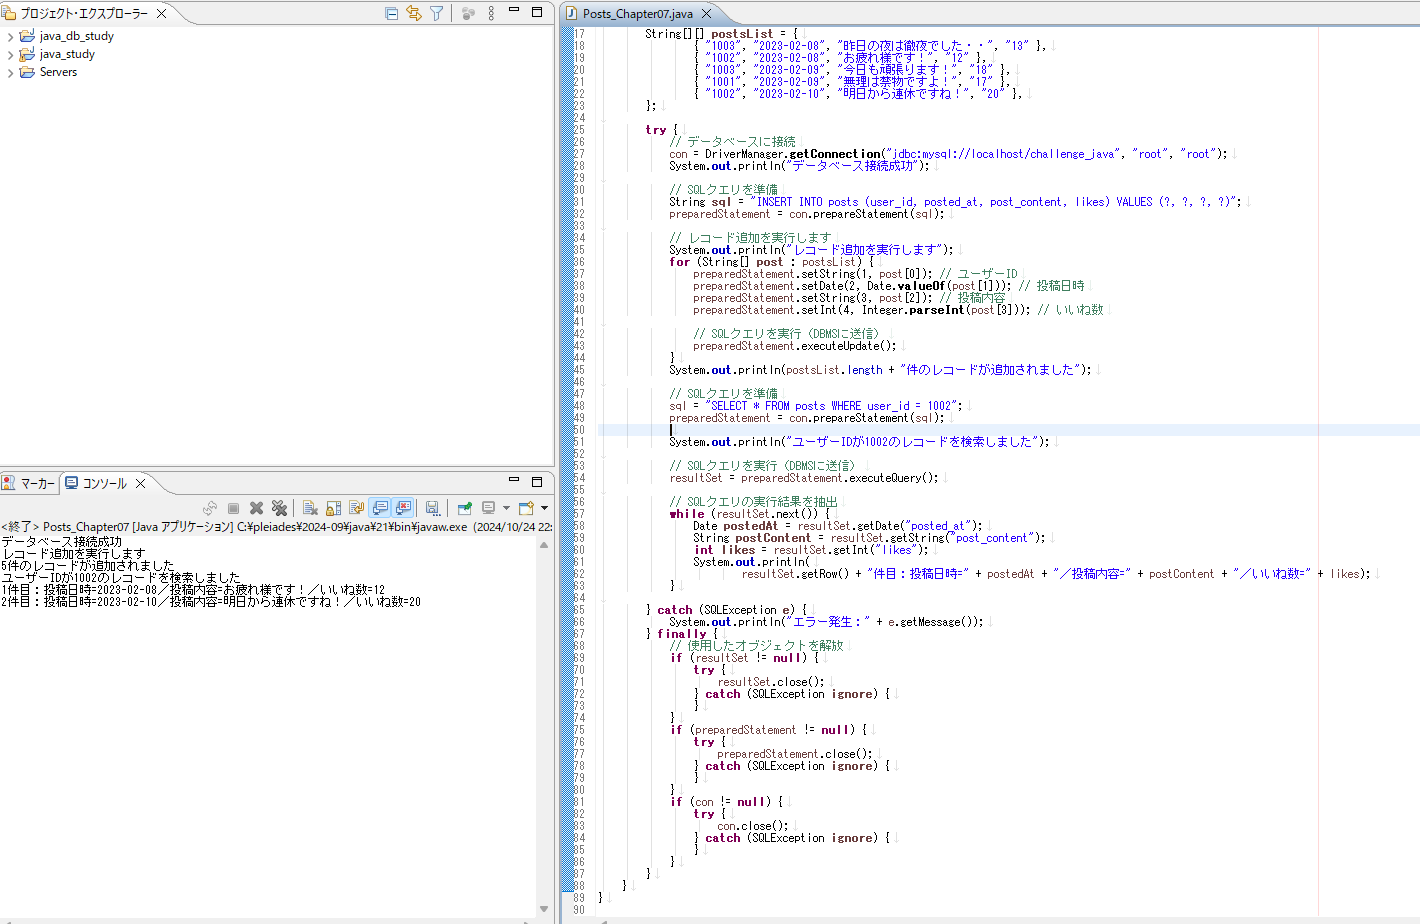 プロジェクト・エクスプローラー
java_db_study
java_study
Servers
マーカー
コンソール
<終了> Posts_Chapter07 [Java アプリケーション] C:¥pleiades¥2024-09¥java¥21¥bin¥javaw.exe (2024/10/24 22:
データベース接続成功
レコード追加を実行します
5件のレコードが追加されました
ユーザーIDが1002のレコードを検索しました
1件目：投稿日時=2023-02-08／投稿内容=お疲れ様です！／いいね数=12
2件目：投稿日時=2023-02-10／投稿内容=明日から連休ですね！／いいね数=20
Posts_Chapter07.java
17 String[][] postsList = {
18 { "1003", "2023-02-08", "昨日の夜は徹夜でした・・", "13" },
19 { "1002", "2023-02-08", "お疲れ様です！", "12" },
20 { "1003", "2023-02-09", "今日も頑張ります！", "18" },
21 { "1001", "2023-02-09", "無理は禁物ですよ！", "17" },
22 { "1002", "2023-02-10", "明日から連休ですね！", "20" },
23 };
24
25 try {
26 // データベースに接続
27 con = DriverManager.getConnection("jdbc:mysql://localhost/challenge_java", "root", "root");
28 System.out.println("データベース接続成功");
29
30 // SQLクエリを準備
31 String sql = "INSERT INTO posts (user_id, posted_at, post_content, likes) VALUES (?, ?, ?, ?)";
32 preparedStatement = con.prepareStatement(sql);
33
34 // レコード追加を実行します
35 System.out.println("レコード追加を実行します");
36 for (String[] post : postsList) {
37 preparedStatement.setString(1, post[0]); // ユーザーID
38 preparedStatement.setDate(2, Date.valueOf(post[1])); // 投稿日時
39 preparedStatement.setString(3, post[2]); // 投稿内容
40 preparedStatement.setInt(4, Integer.parseInt(post[3])); // いいね数
41
42 // SQLクエリを実行（DBMSに送信）
43 preparedStatement.executeUpdate();
44 }
45 System.out.println(postsList.length + "件のレコードが追加されました");
46
47 // SQLクエリを準備
48 sql = "SELECT * FROM posts WHERE user_id = 1002";
49 preparedStatement = con.prepareStatement(sql);
50
51 System.out.println("ユーザーIDが1002のレコードを検索しました");
52
53 // SQLクエリを実行（DBMSに送信）
54 resultSet = preparedStatement.executeQuery();
55
56 // SQLクエリの実行結果を抽出
57 while (resultSet.next()) {
58 Date postedAt = resultSet.getDate("posted_at");
59 String postContent = resultSet.getString("post_content");
60 int likes = resultSet.getInt("likes");
61 System.out.println(
62 resultSet.getRow() + "件目：投稿日時=" + postedAt + "／投稿内容=" + postContent + "／いいね数=" + likes);
63 }
64
65 } catch (SQLException e) {
66 System.out.println("エラー発生：" + e.getMessage());
67 } finally {
68 // 使用したオブジェクトを解放
69 if (resultSet != null) {
70 try {
71 resultSet.close();
72 } catch (SQLException ignore) {
73 }
74 }
75 if (preparedStatement != null) {
76 try {
77 preparedStatement.close();
78 } catch (SQLException ignore) {
79 }
80 }
81 if (con != null) {
82 try {
83 con.close();
84 } catch (SQLException ignore) {
85 }
86 }
87 }
88 }
89 }
90